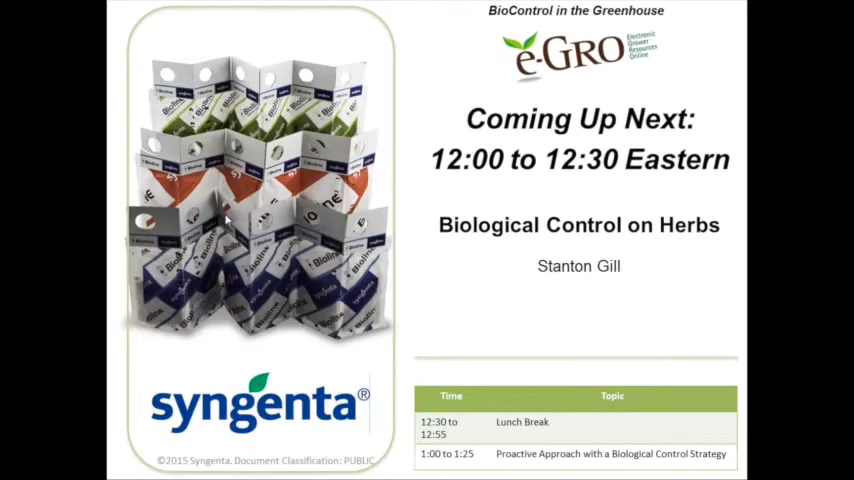 BioControl in the Greenhouse
e-GRO
Electronic
Grower
Resources
Online
Coming Up Next:
12:00 to 12:30 Eastern
Biological Control on Herbs
Stanton Gill
Bioline
syngenta
syngenta®
©2015 Syngenta. Document Classification: PUBLIC
Time Topic
12:30 to
12:55
Lunch Break
1:00 to 1:25 Proactive Approach with a Biological Control Strategy